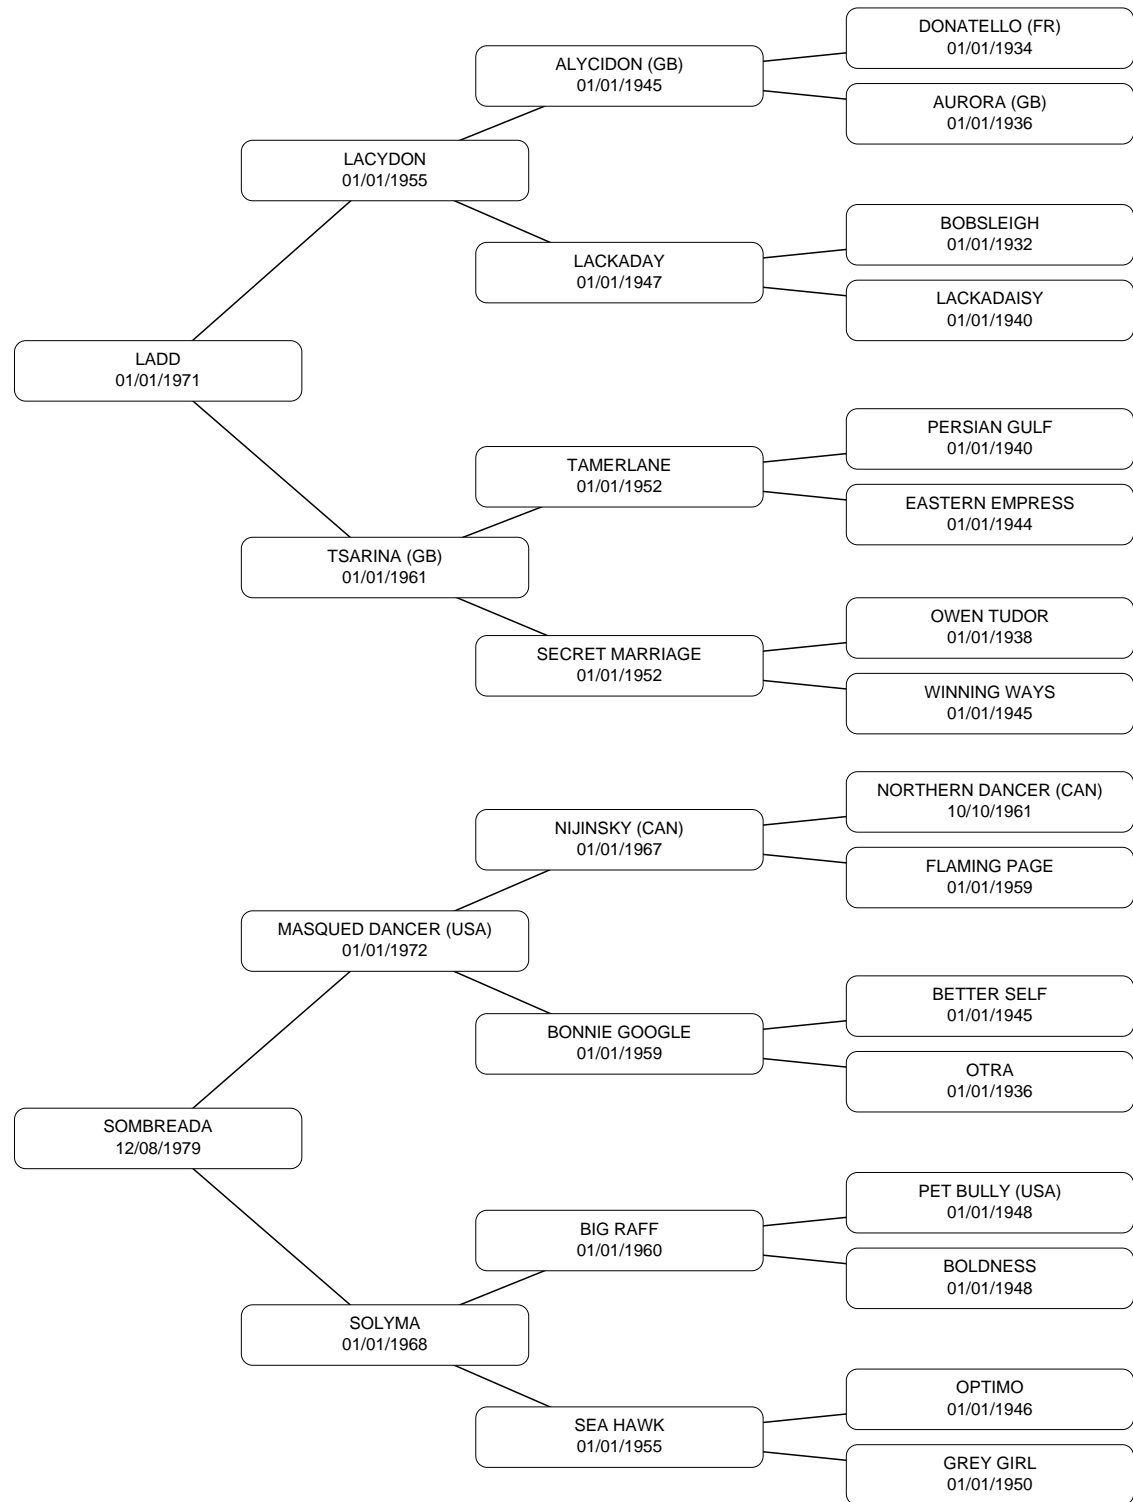 DONATELLO (FR)
01/01/1934
ALYCIDON (GB)
01/01/1945
AURORA (GB)
01/01/1936
LACYDON
01/01/1955
BOBSLEIGH
01/01/1932
LACKADAY
01/01/1947
LACKADAISY
01/01/1940
LADD
01/01/1971
PERSIAN GULF
01/01/1940
TAMERLANE
01/01/1952
EASTERN EMPRESS
01/01/1944
TSARINA (GB)
01/01/1961
OWEN TUDOR
01/01/1938
SECRET MARRIAGE
01/01/1952
WINNING WAYS
01/01/1945
NORTHERN DANCER (CAN)
10/10/1961
NIJINSKY (CAN)
01/01/1967
FLAMING PAGE
01/01/1959
MASQUED DANCER (USA)
01/01/1972
BETTER SELF
01/01/1945
BONNIE GOOGLE
01/01/1959
OTRA
01/01/1936
SOMBREADA
12/08/1979
PET BULLY (USA)
01/01/1948
BIG RAFF
01/01/1960
BOLDNESS
01/01/1948
SOLYMA
01/01/1968
OPTIMO
01/01/1946
SEA HAWK
01/01/1955
GREY GIRL
01/01/1950